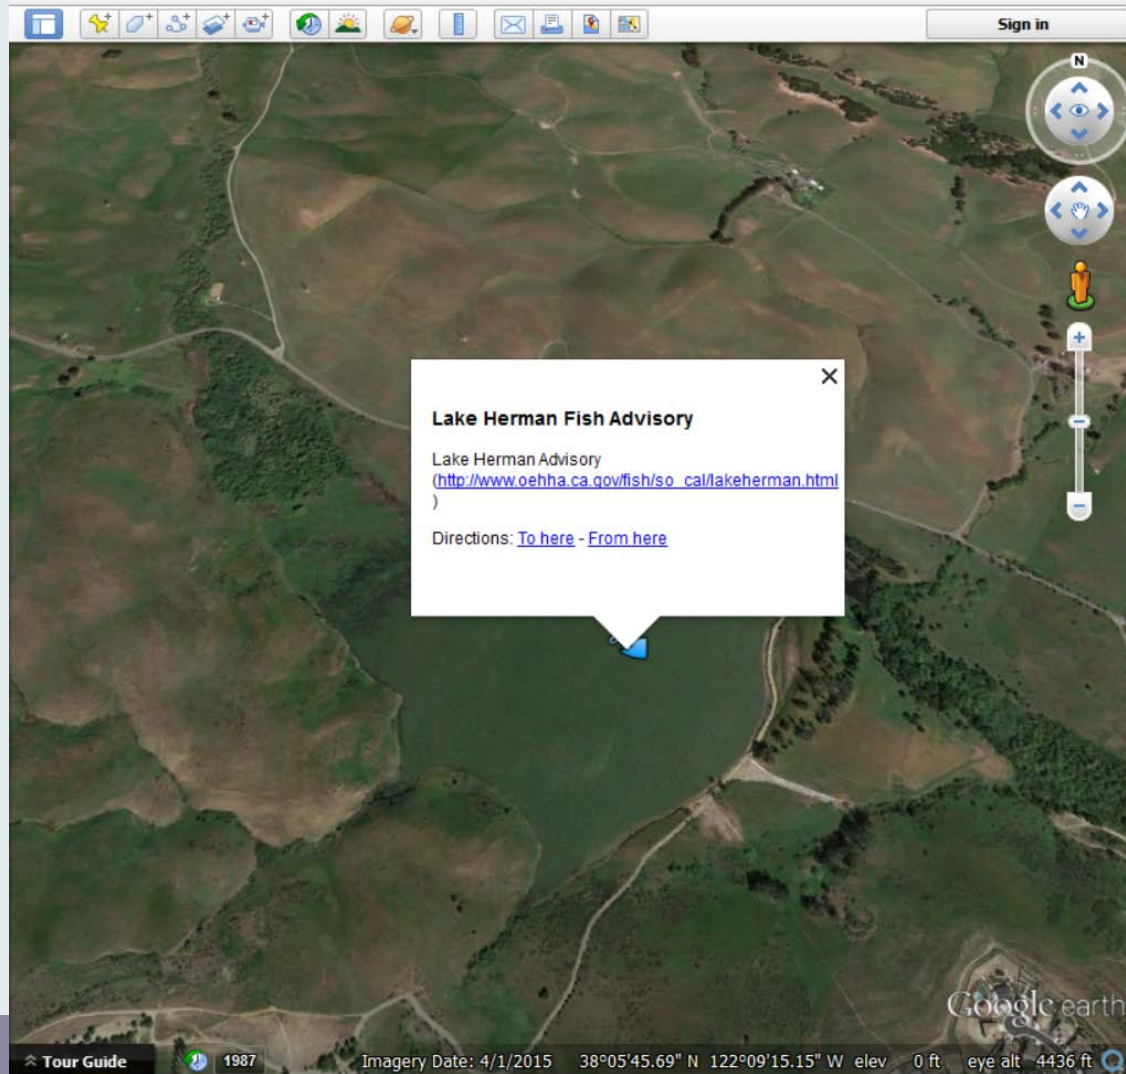 Sign in
N
Lake Herman Fish Advisory
Lake Herman Advisory
(http://www.oehha.ca.gov/fish/so_cal/lakeherman.html
)
Directions: To here - From here
Google earth
Tour Guide 1987 Imagery Date: 4/1/2015 38°05'45.69" N 122°09'15.15" W elev 0 ft eye alt 4436 ft